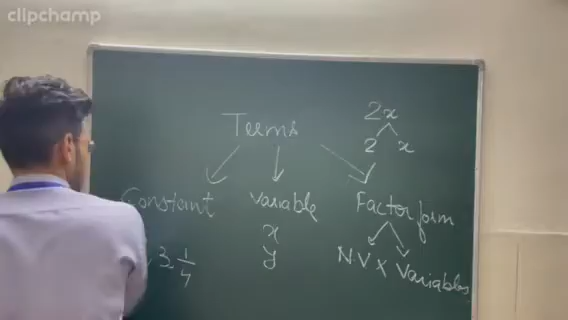 clipchamp
2x
2 x
Terms
Constant Variable Factor form
x
y
3 1/4
N.V X Variables